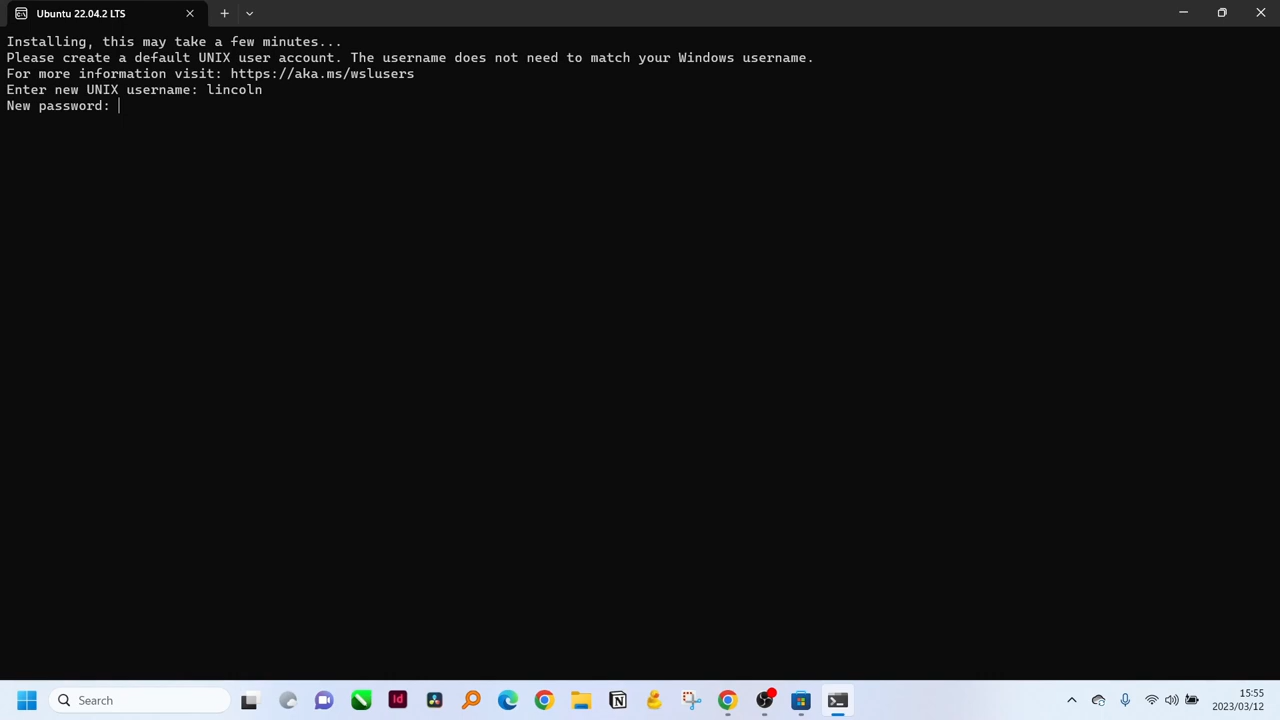 Ubuntu 22.04.2 LTS
Installing, this may take a few minutes...
Please create a default UNIX user account. The username does not need to match your Windows username.
For more information visit: https://aka.ms/wslusers
Enter new UNIX username: lincoln
New password:
Search
Id
15:55
2023/03/12